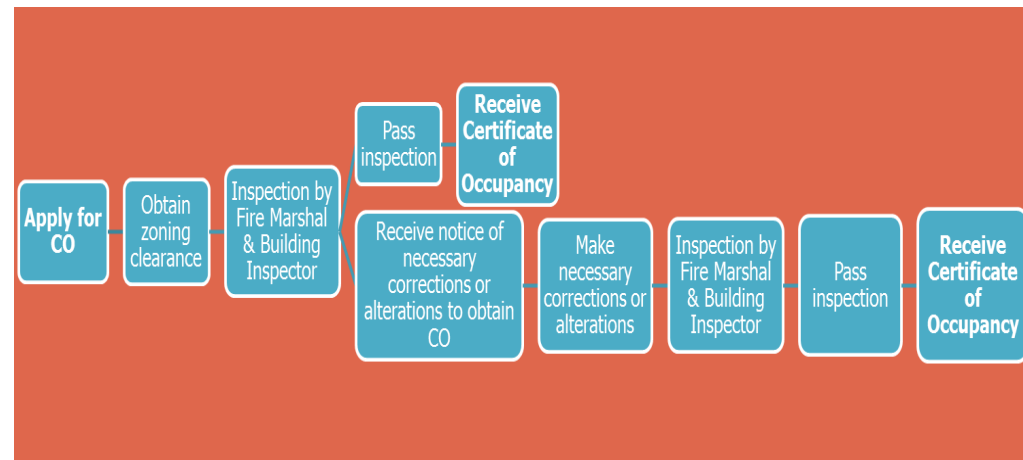 Apply for
CO
Obtain
zoning
clearance
Inspection by
Fire Marshal
& Building
Inspector
Pass
inspection
Receive
Certificate
of
Occupancy
Receive notice of
necessary
corrections or
alterations to obtain
CO
Make
necessary
corrections or
alterations
Inspection by
Fire Marshal
& Building
Inspector
Pass
inspection
Receive
Certificate
of
Occupancy